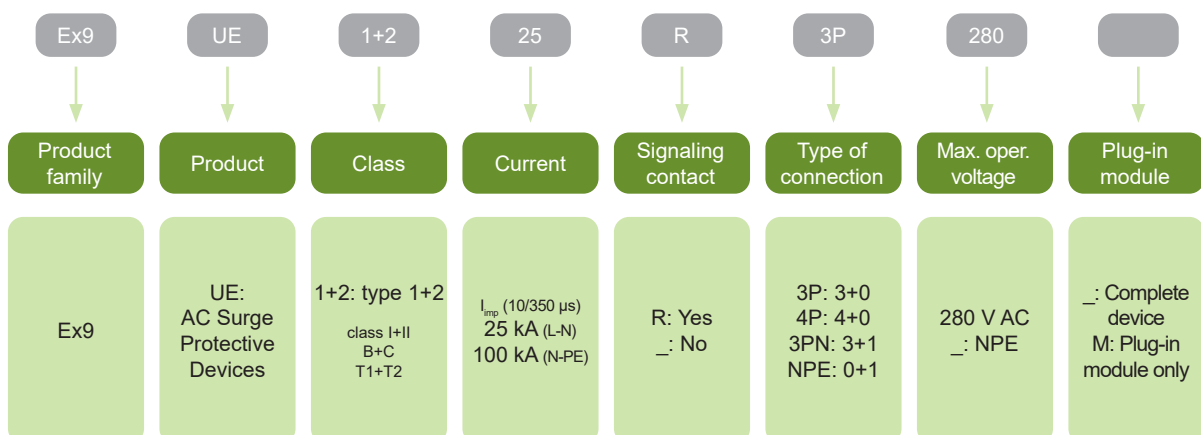 Ex9 UE 1+2 25 R 3P 280
Product family
Product
Class
Current
Signaling contact
Type of connection
Max. oper. voltage
Plug-in module
Ex9
UE:
AC Surge
Protective
Devices
1+2: type 1+2
class I+II
B+C
T1+T2
Iimp (10/350 µs)
25 kA (L-N)
100 kA (N-PE)
R: Yes
_: No
3P: 3+0
4P: 4+0
3PN: 3+1
NPE: 0+1
280 V AC
_: NPE
_: Complete
device
M: Plug-in
module only